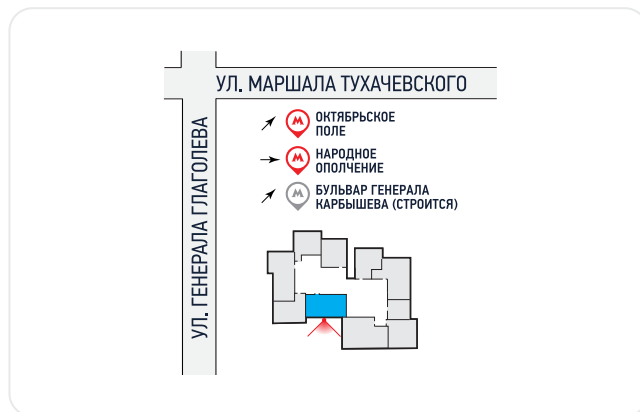 УЛ. МАРШАЛА ТУХАЧЕВСКОГО
УЛ. ГЕНЕРАЛА ГЛАГОЛЕВА
ОКТЯБРЬСКОЕ
ПОЛЕ
НАРОДНОЕ
ОПОЛЧЕНИЕ
БУЛЬВАР ГЕНЕРАЛА
КАРБЫШЕВА (СТРОИТСЯ)